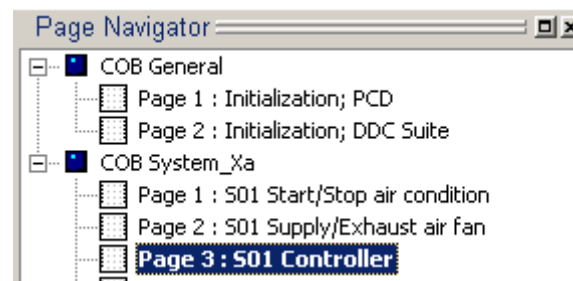 Page Navigator
COB General
Page 1 : Initialization; PCD
Page 2 : Initialization; DDC Suite
COB System_Xa
Page 1 : S01 Start/Stop air condition
Page 2 : S01 Supply/Exhaust air fan
Page 3 : S01 Controller